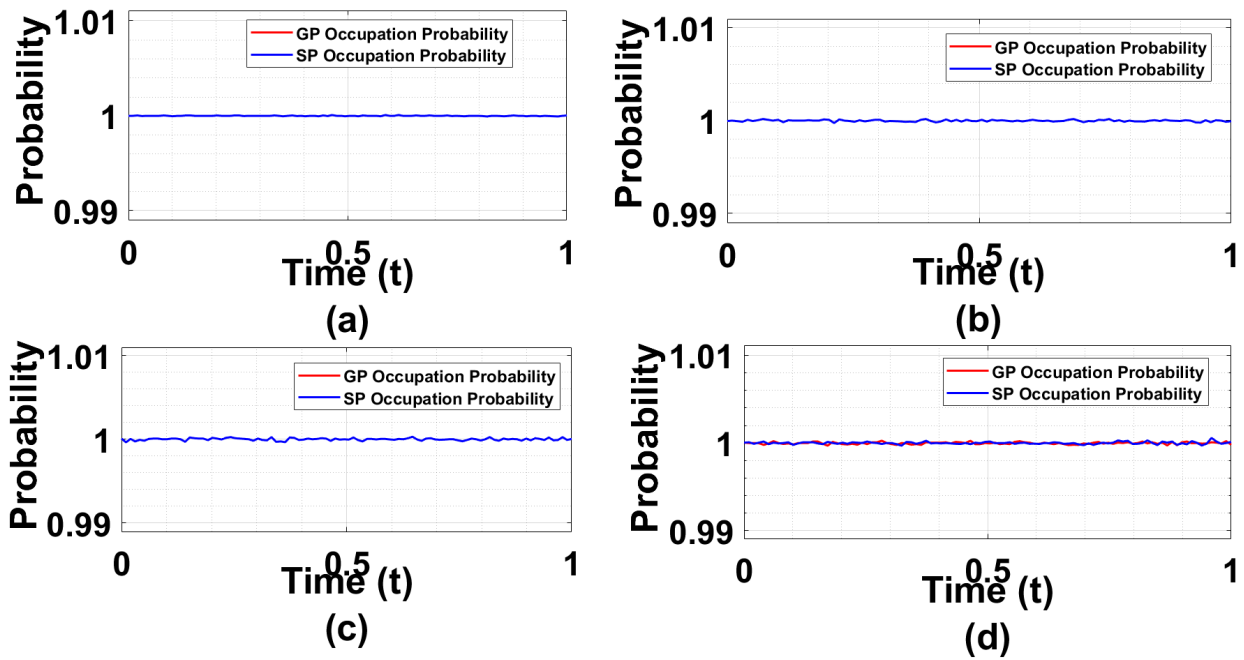 1.01
GP Occupation Probability
SP Occupation Probability
1
0.99
Probability
0 0.5 1
Time (t)
(a)
1.01
GP Occupation Probability
SP Occupation Probability
1
0.99
Probability
0 0.5 1
Time (t)
(b)
1.01
GP Occupation Probability
SP Occupation Probability
1
0.99
Probability
0 0.5 1
Time (t)
(c)
1.01
GP Occupation Probability
SP Occupation Probability
1
0.99
Probability
0 0.5 1
Time (t)
(d)